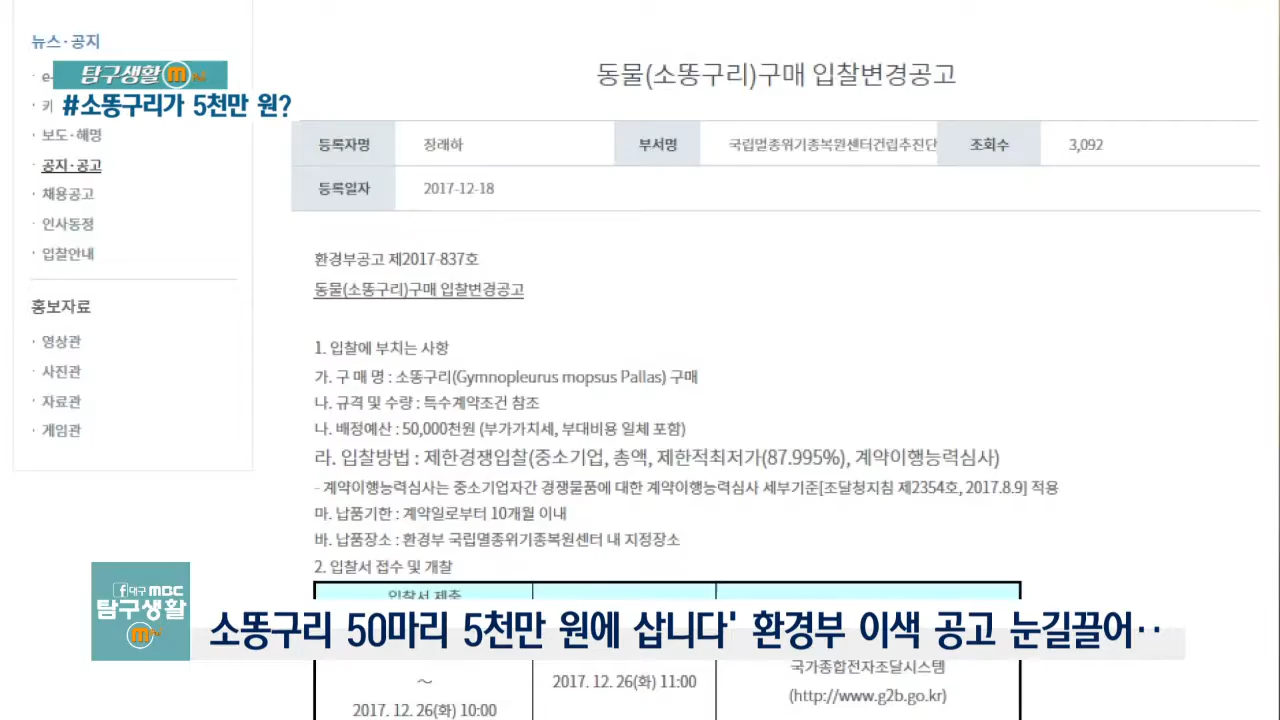 뉴스·공지
탐구생활 m
#소똥구리가 5천만 원?
· 보도·해명
· 공지·공고
· 채용공고
· 인사동정
· 입찰안내
홍보자료
· 영상관
· 사진관
· 자료관
· 게임관
동물(소똥구리)구매 입찰변경공고
등록자명 장래하 부서명 국립멸종위기종복원센터건립추진단 조회수 3,092
등록일자 2017-12-18
환경부공고 제2017-837호
동물(소똥구리)구매 입찰변경공고
1. 입찰에 부치는 사항
가. 구 매 명 : 소똥구리(Gymnopleurus mopsus Pallas) 구매
나. 규격 및 수량 : 특수계약조건 참조
나. 배정예산 : 50,000천원 (부가가치세, 부대비용 일체 포함)
라. 입찰방법 : 제한경쟁입찰(중소기업, 총액, 제한적최저가(87.995%), 계약이행능력심사)
- 계약이행능력심사는 중소기업자간 경쟁물품에 대한 계약이행능력심사 세부기준[조달청지침 제2354호, 2017.8.9] 적용
마. 납품기한 : 계약일로부터 10개월 이내
바. 납품장소 : 환경부 국립멸종위기종복원센터 내 지정장소
2. 입찰서 접수 및 개찰
입찰서 제출
f 대구 MBC
탐구생활
m
소똥구리 50마리 5천만 원에 삽니다' 환경부 이색 공고 눈길끌어‥
국가종합전자조달시스템
~ 2017. 12. 26(화) 11:00
(http://www.g2b.go.kr)
2017. 12. 26(화) 10:00